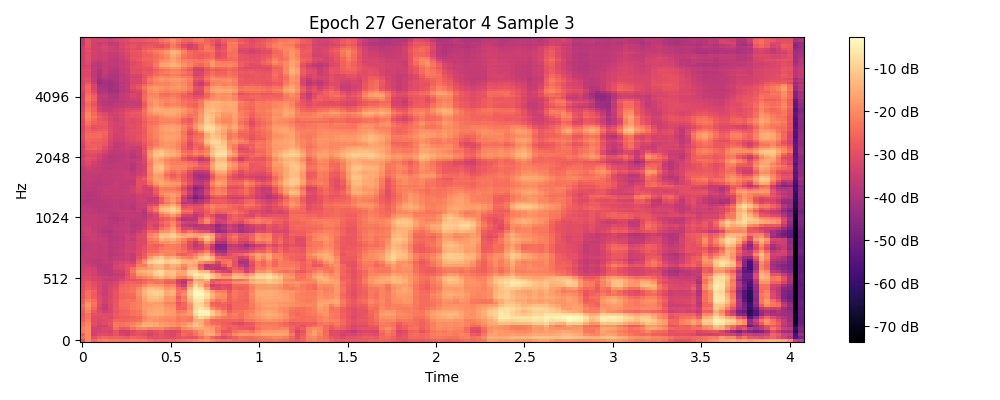 Epoch 27 Generator 4 Sample 3
Hz
4096
2048
1024
512
0
0
0.5
1
1.5
2
2.5
3
3.5
4
Time
-10 dB
-20 dB
-30 dB
-40 dB
-50 dB
-60 dB
-70 dB